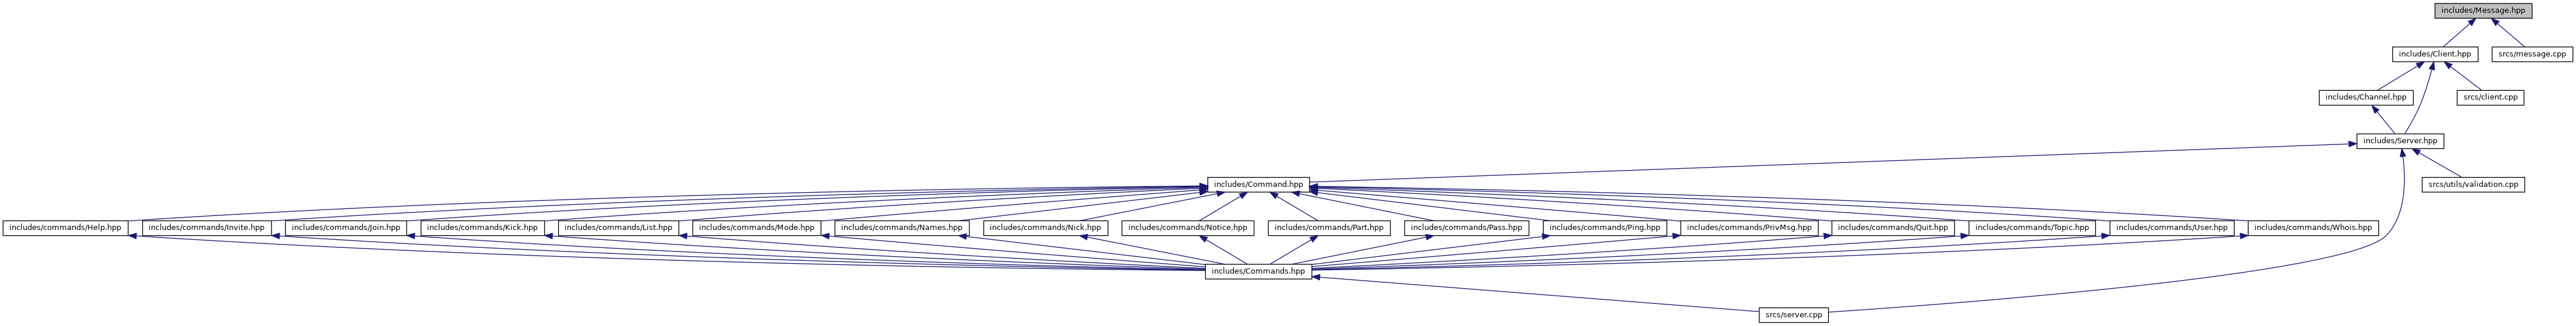 includes/Message.hpp
includes/Client.hpp
srcs/message.cpp
includes/Channel.hpp
srcs/client.cpp
includes/Server.hpp
includes/Command.hpp
srcs/utils/validation.cpp
includes/commands/Help.hpp
includes/commands/Invite.hpp
includes/commands/Join.hpp
includes/commands/Kick.hpp
includes/commands/List.hpp
includes/commands/Mode.hpp
includes/commands/Names.hpp
includes/commands/Nick.hpp
includes/commands/Notice.hpp
includes/commands/Part.hpp
includes/commands/Pass.hpp
includes/commands/Ping.hpp
includes/commands/PrivMsg.hpp
includes/commands/Quit.hpp
includes/commands/Topic.hpp
includes/commands/User.hpp
includes/commands/Whois.hpp
includes/Commands.hpp
srcs/server.cpp